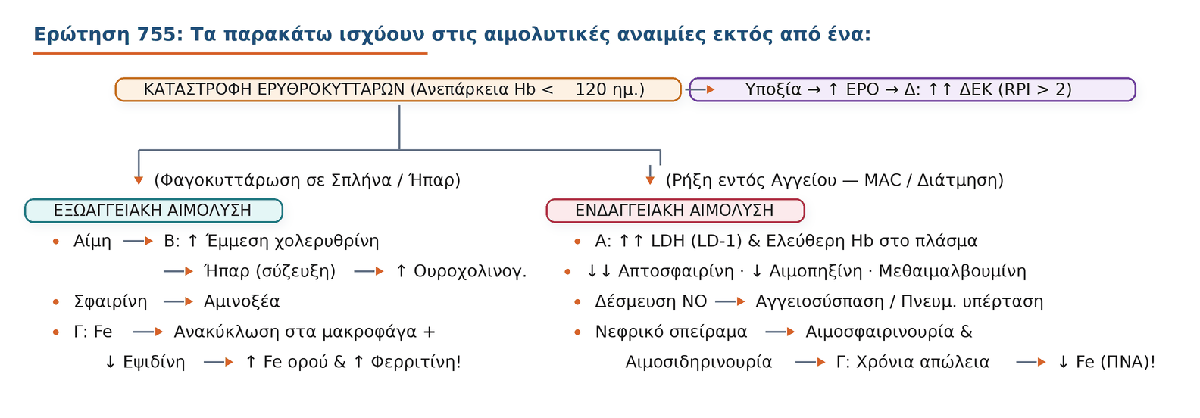 Ερώτηση 755: Τα παρακάτω ισχύουν στις αιμολυτικές αναιμίες εκτός από ένα:
ΚΑΤΑΣΤΡΟΦΗ ΕΡΥΘΡΟΚΥΤΤΑΡΩΝ (Ανεπάρκεια Hb < 120 ημ.)
Υποξία → ↑ ΕΡΟ → Δ: ↑↑ ΔΕΚ (RPI > 2)
(Φαγοκυττάρωση σε Σπλήνα / Ήπαρ)
ΕΞΩΑΓΓΕΙΑΚΗ ΑΙΜΟΛΥΣΗ
• Αίμη → Β: ↑ Έμμεση χολερυθρίνη
→ Ήπαρ (σύζευξη) → ↑ Ουροχολινογ.
• Σφαιρίνη → Αμινοξέα
• Γ: Fe → Ανακύκλωση στα μακροφάγα +
↓ Εψιδίνη → ↑ Fe ορού & ↑ Φερριτίνη!
(Ρήξη εντός Αγγείου — MAC / Διάτμηση)
ΕΝΔΑΓΓΕΙΑΚΗ ΑΙΜΟΛΥΣΗ
• Α: ↑↑ LDH (LD-1) & Ελεύθερη Hb στο πλάσμα
• ↓↓ Απτοσφαιρίνη · ↓ Αιμοπηξίνη · Μεθαιμαλβουμίνη
• Δέσμευση NO → Αγγειοσύσπαση / Πνευμ. υπέρταση
• Νεφρικό σπείραμα → Αιμοσφαιρινουρία &
Αιμοσιδηρινουρία → Γ: Χρόνια απώλεια → ↓ Fe (ΠΝΑ)!